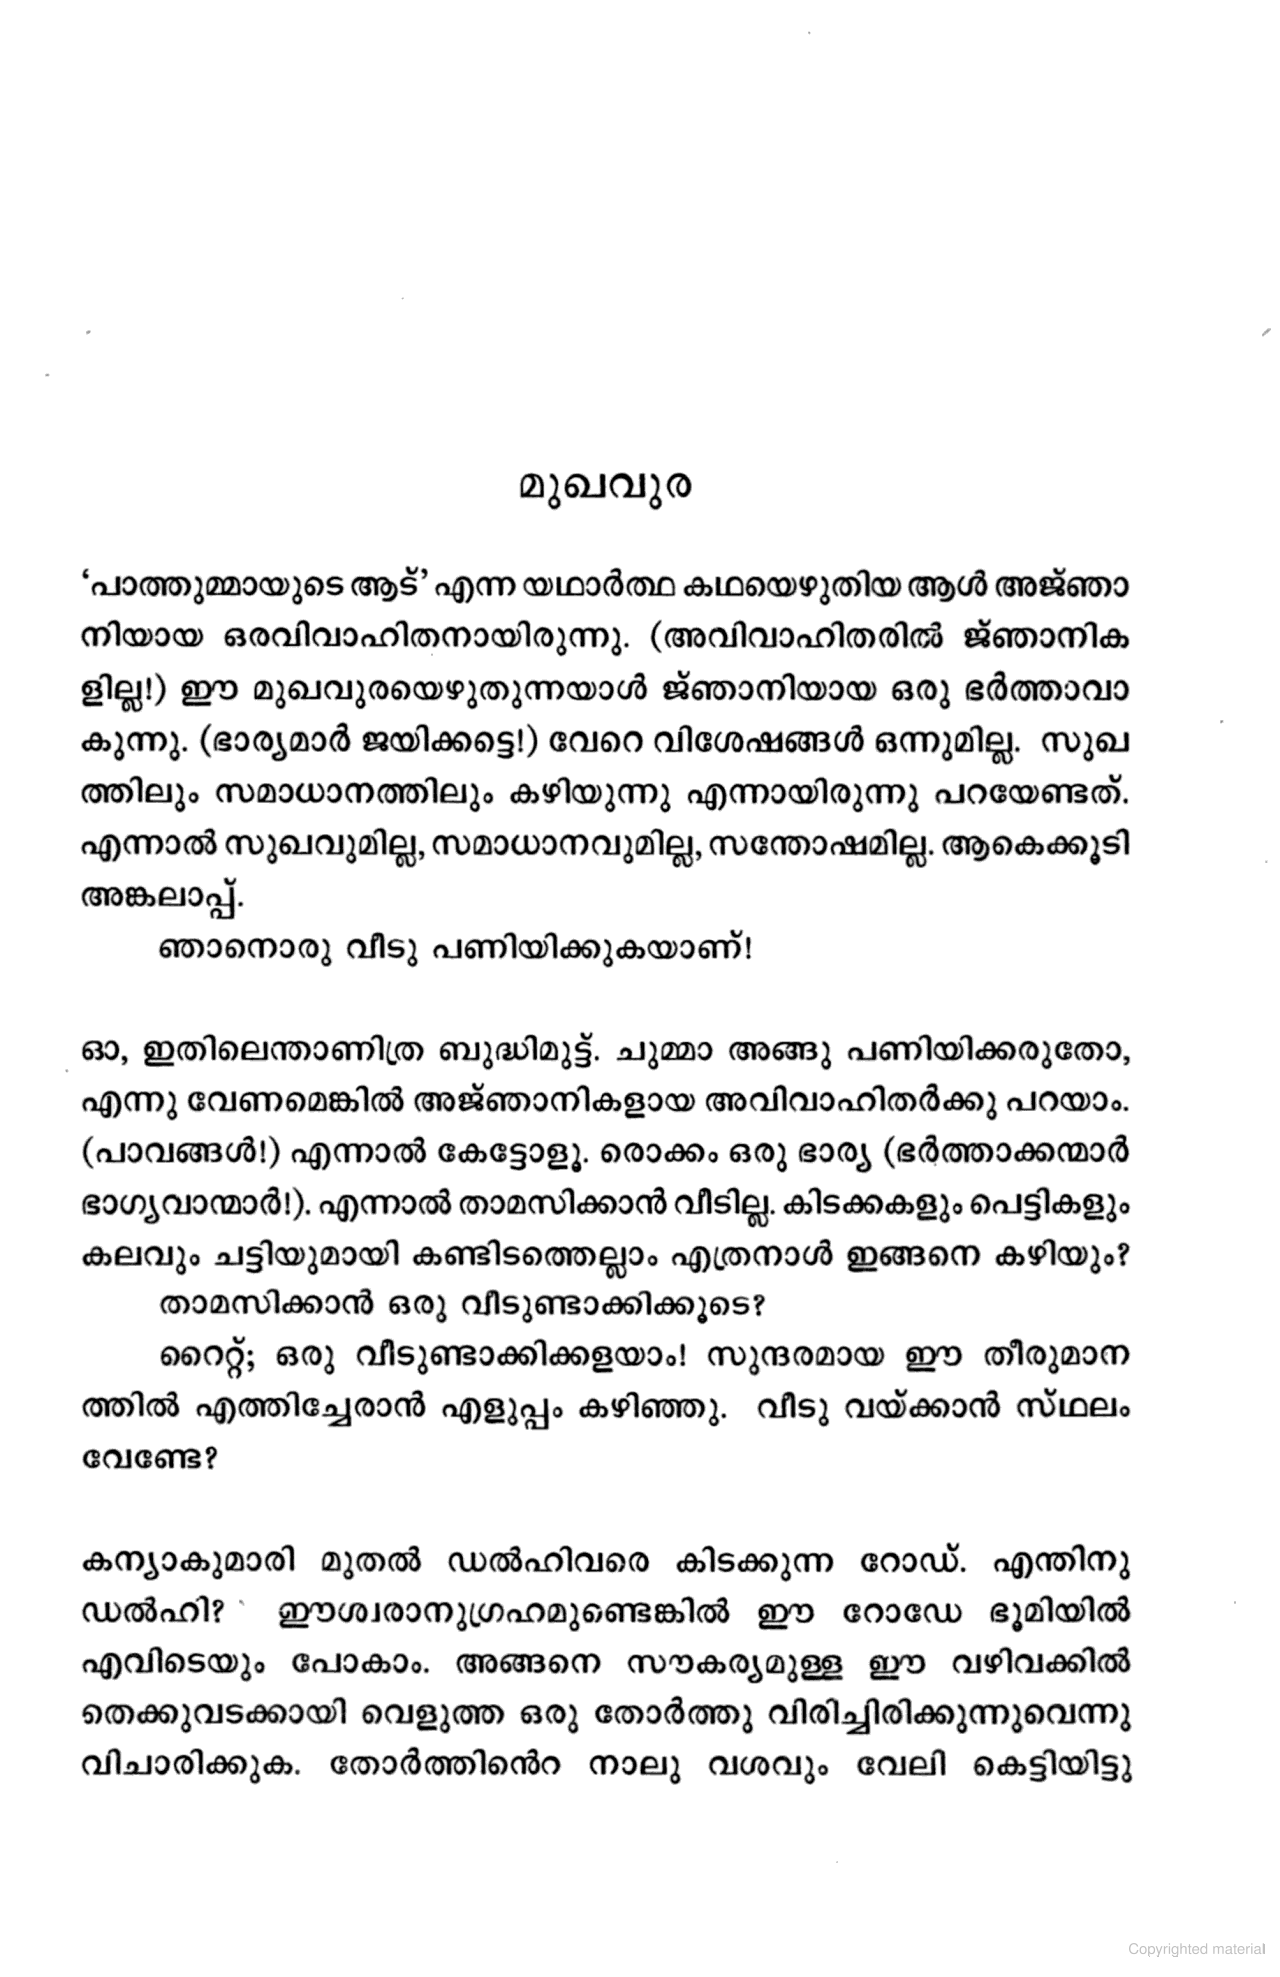 മുഖവുര
‘പാത്തുമ്മായുടെ ആട്’ എന്ന യഥാർത്ഥ കഥയെഴുതിയ ആൾ അജ്ഞാ
നിയായ ഒരവിവാഹിതനായിരുന്നു. (അവിവാഹിതരിൽ ജ്ഞാനിക
ളില്ല!) ഈ മുഖവുരയെഴുതുന്നയാൾ ജ്ഞാനിയായ ഒരു ഭർത്താവാ
കുന്നു. (ഭാര്യമാർ ജയിക്കട്ടെ!) വേറെ വിശേഷങ്ങൾ ഒന്നുമില്ല. സുഖ
ത്തിലും സമാധാനത്തിലും കഴിയുന്നു എന്നായിരുന്നു പറയേണ്ടത്.
എന്നാൽ സുഖവുമില്ല, സമാധാനവുമില്ല, സന്തോഷമില്ല. ആകെക്കൂടി
അങ്കലാപ്പ്.
ഞാനൊരു വീടു പണിയിക്കുകയാണ്!
ഓ, ഇതിലെന്താണിത്ര ബുദ്ധിമുട്ട്. ചുമ്മാ അങ്ങു പണിയിക്കരുതോ,
എന്നു വേണമെങ്കിൽ അജ്ഞാനികളായ അവിവാഹിതർക്കു പറയാം.
(പാവങ്ങൾ!) എന്നാൽ കേട്ടോളൂ. രൊക്കം ഒരു ഭാര്യ (ഭർത്താക്കന്മാർ
ഭാഗ്യവാന്മാർ!). എന്നാൽ താമസിക്കാൻ വീടില്ല. കിടക്കകളും പെട്ടികളും
കലവും ചട്ടിയുമായി കണ്ടിടത്തെല്ലാം എത്രനാൾ ഇങ്ങനെ കഴിയും?
താമസിക്കാൻ ഒരു വീടുണ്ടാക്കിക്കൂടെ?
റൈറ്റ്; ഒരു വീടുണ്ടാക്കിക്കളയാം! സുന്ദരമായ ഈ തീരുമാന
ത്തിൽ എത്തിച്ചേരാൻ എളുപ്പം കഴിഞ്ഞു. വീടു വയ്ക്കാൻ സ്ഥലം
വേണ്ടേ?
കന്യാകുമാരി മുതൽ ഡൽഹിവരെ കിടക്കുന്ന റോഡ്. എന്തിനു
ഡൽഹി? ഈശ്വരാനുഗ്രഹമുണ്ടെങ്കിൽ ഈ റോഡേ ഭൂമിയിൽ
എവിടെയും പോകാം. അങ്ങനെ സൗകര്യമുള്ള ഈ വഴിവക്കിൽ
തെക്കുവടക്കായി വെളുത്ത ഒരു തോർത്തു വിരിച്ചിരിക്കുന്നുവെന്നു
വിചാരിക്കുക. തോർത്തിൻെറ നാലു വശവും വേലി കെട്ടിയിട്ടു
Copyrighted material